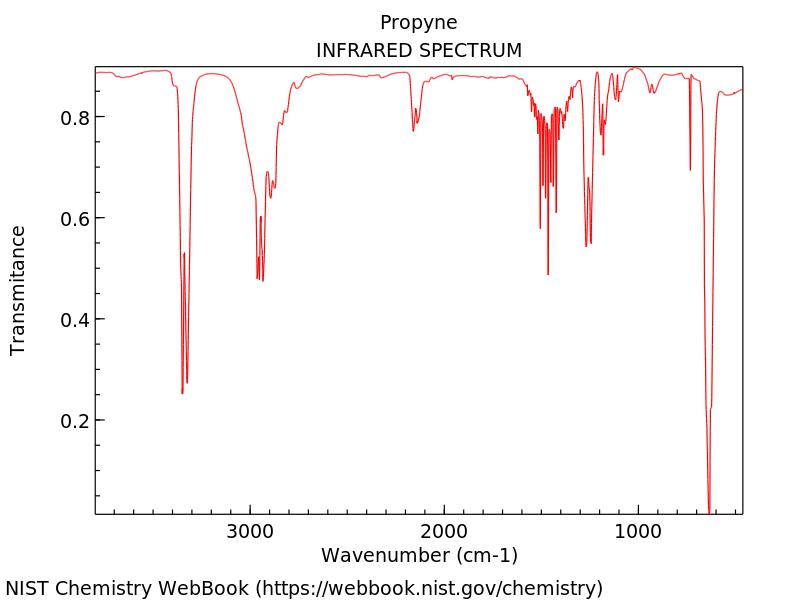 Propyne
INFRARED SPECTRUM
Transmitance
0.8
0.6
0.4
0.2
3000 2000 1000
Wavenumber (cm-1)
NIST Chemistry WebBook (https://webbook.nist.gov/chemistry)